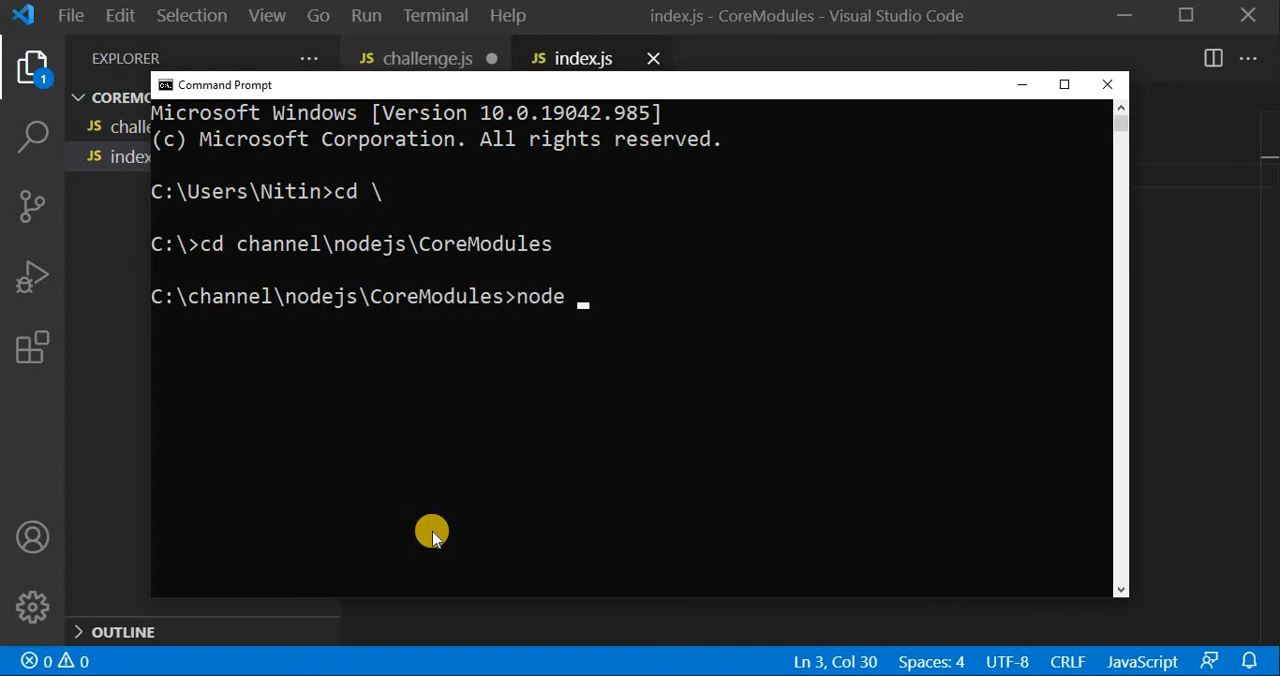 File Edit Selection View Go Run Terminal Help index.js - CoreModules - Visual Studio Code
EXPLORER ... JS challenge.js JS index.js
1
COREMO
JS challe
JS index
Command Prompt
Microsoft Windows [Version 10.0.19042.985]
(c) Microsoft Corporation. All rights reserved.
C:\Users\Nitin>cd \
C:\>cd channel\nodejs\CoreModules
C:\channel\nodejs\CoreModules>node
OUTLINE
0 0 Ln 3, Col 30 Spaces: 4 UTF-8 CRLF JavaScript